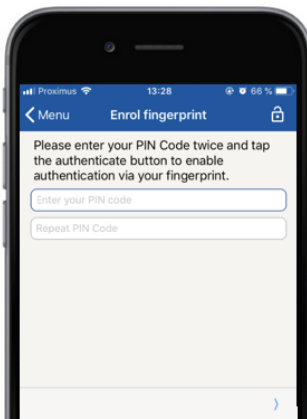 Proximus 13:28 66 %
Menu Enrol fingerprint
Please enter your PIN Code twice and tap
the authenticate button to enable
authentication via your fingerprint.
Enter your PIN code
Repeat PIN Code